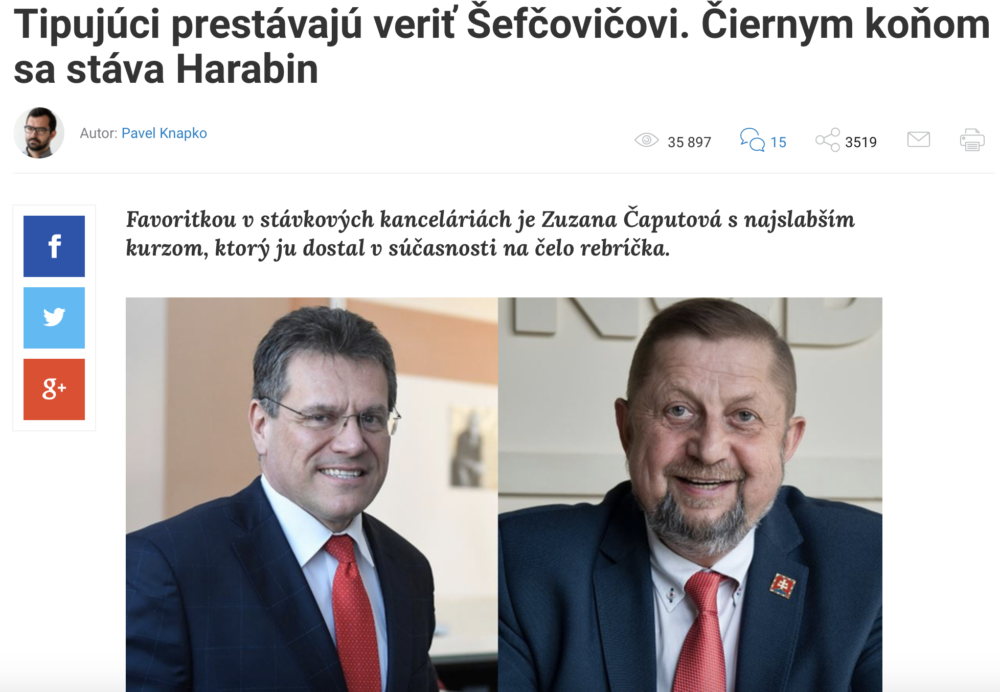 Tipujúci prestávajú veriť Šefčovičovi. Čiernym koňom
sa stáva Harabin
Autor: Pavel Knapko
35 897
15
3519
Favoritkou v stávkových kanceláriách je Zuzana Čaputová s najslabším
kurzom, ktorý ju dostal v súčasnosti na čelo rebríčka.
f
g+